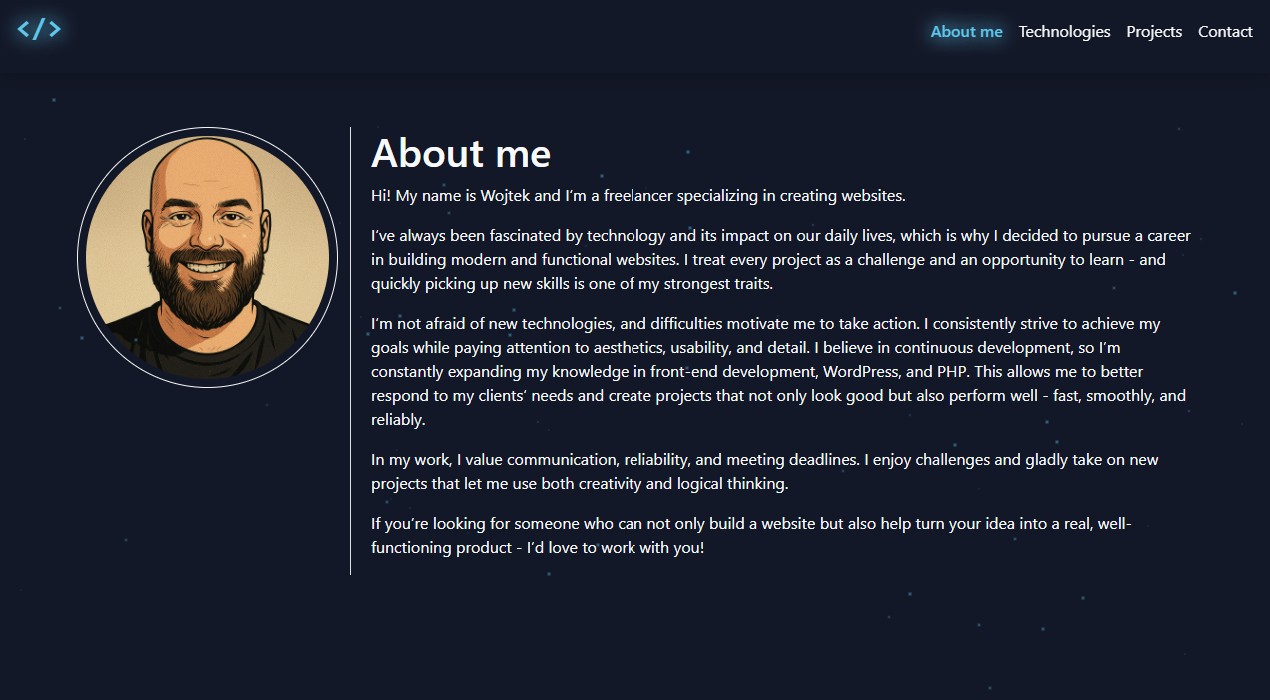 </>
About me Technologies Projects Contact
About me
Hi! My name is Wojtek and I'm a freelancer specializing in creating websites.
I've always been fascinated by technology and its impact on our daily lives, which is why I decided to pursue a career
in building modern and functional websites. I treat every project as a challenge and an opportunity to learn - and
quickly picking up new skills is one of my strongest traits.
I'm not afraid of new technologies, and difficulties motivate me to take action. I consistently strive to achieve my
goals while paying attention to aesthetics, usability, and detail. I believe in continuous development, so I'm
constantly expanding my knowledge in front-end development, WordPress, and PHP. This allows me to better
respond to my clients' needs and create projects that not only look good but also perform well - fast, smoothly, and
reliably.
In my work, I value communication, reliability, and meeting deadlines. I enjoy challenges and gladly take on new
projects that let me use both creativity and logical thinking.
If you're looking for someone who can not only build a website but also help turn your idea into a real, well-
functioning product - I'd love to work with you!